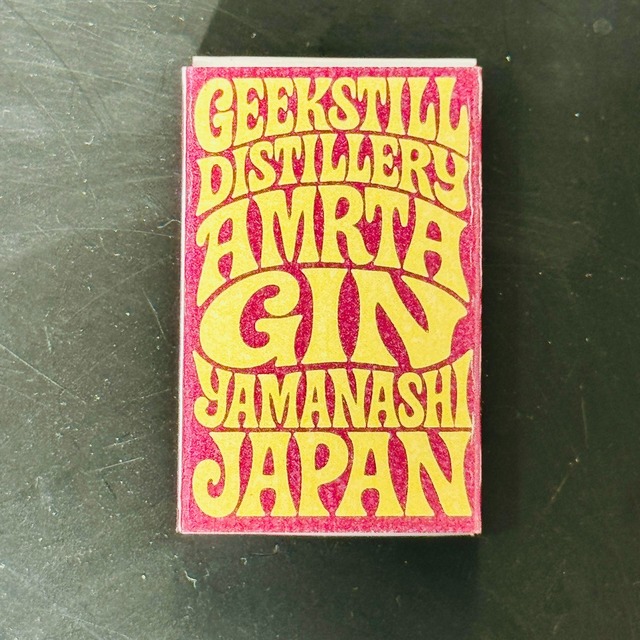 GEEKSTILL
DISTILLERY
AMRTA
GIN
YAMANASHI
JAPAN